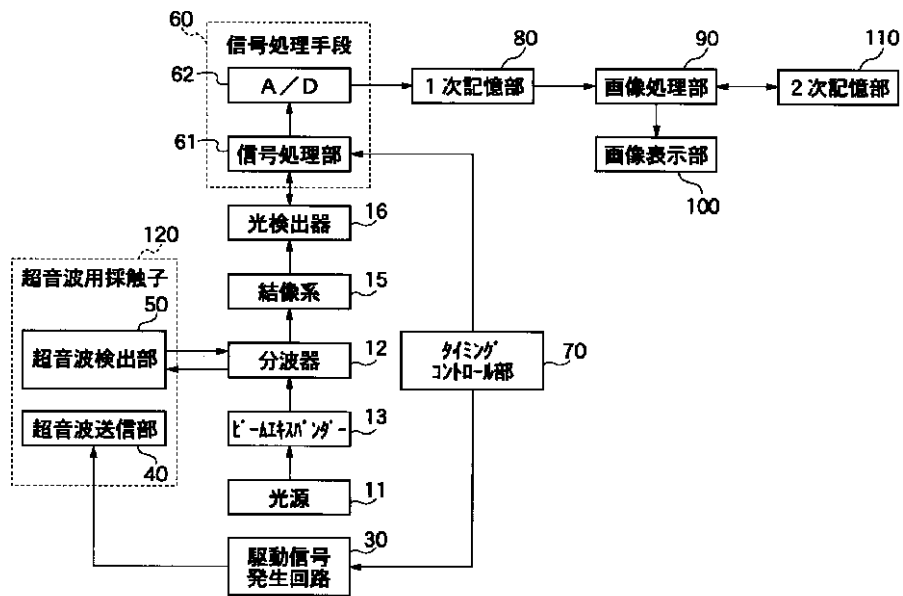 60
信号処理手段
62
A/D
80
1次記憶部
90
画像処理部
110
2次記憶部
61
信号処理部
画像表示部
100
光検出器
16
120
超音波用採触子
結像系
15
50
超音波検出部
分波器
12
タイミング
コントロール部
70
超音波送信部
40
ビームエキスパンダー
13
光源
11
駆動信号
発生回路
30